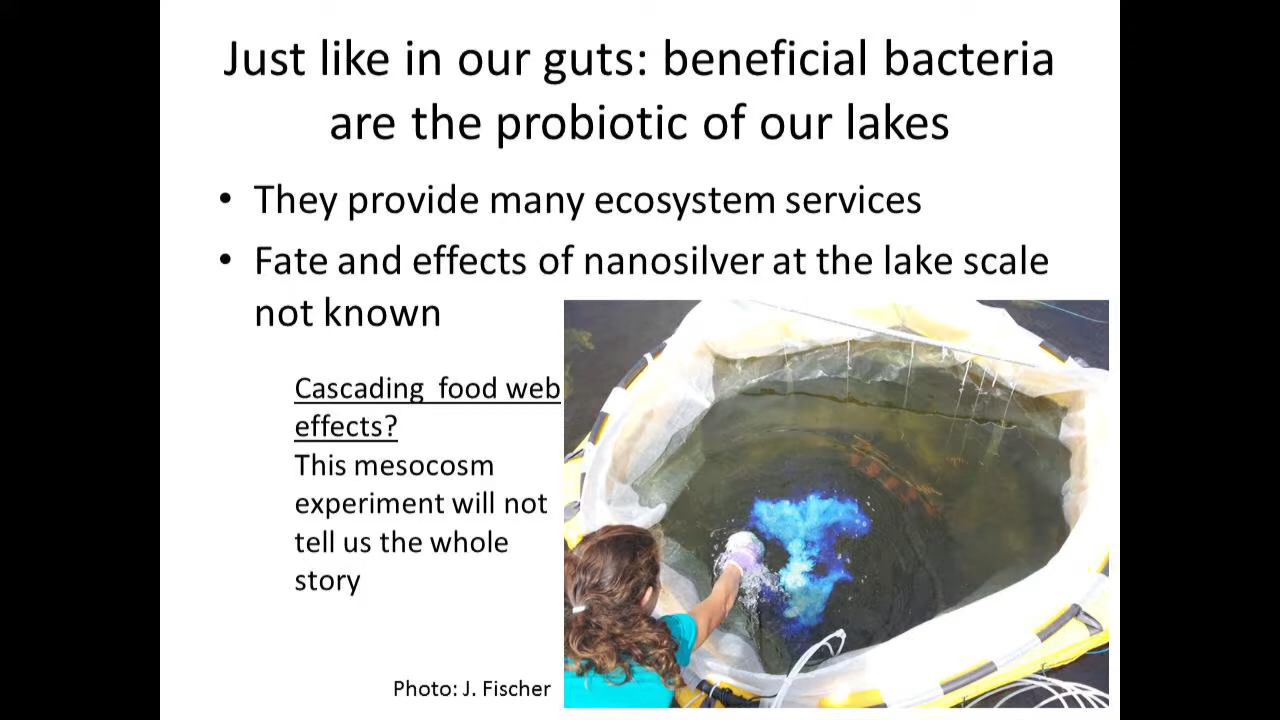 Just like in our guts: beneficial bacteria
are the probiotic of our lakes
• They provide many ecosystem services
• Fate and effects of nanosilver at the lake scale
not known
Cascading food web
effects?
This mesocosm
experiment will not
tell us the whole
story
Photo: J. Fischer